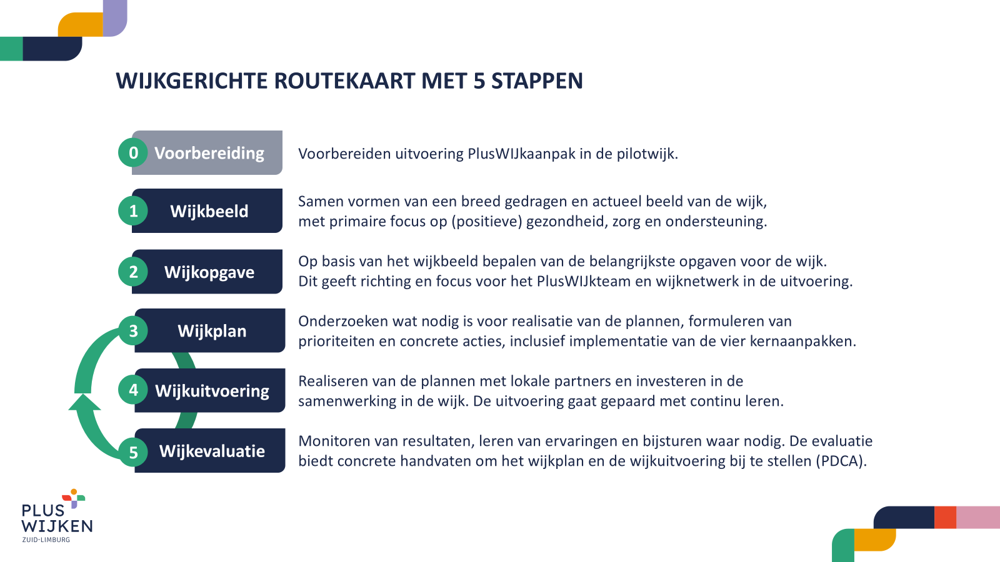 WIJKGERICHTE ROUTEKAART MET 5 STAPPEN
0 Voorbereiding
Voorbereiden uitvoering PlusWIJkaanpak in de pilotwijk.
1 Wijkbeeld
Samen vormen van een breed gedragen en actueel beeld van de wijk,
met primaire focus op (positieve) gezondheid, zorg en ondersteuning.
2 Wijkopgave
Op basis van het wijkbeeld bepalen van de belangrijkste opgaven voor de wijk.
Dit geeft richting en focus voor het PlusWIJkteam en wijknetwerk in de uitvoering.
3 Wijkplan
Onderzoeken wat nodig is voor realisatie van de plannen, formuleren van
prioriteiten en concrete acties, inclusief implementatie van de vier kernaanpakken.
4 Wijkuitvoering
Realiseren van de plannen met lokale partners en investeren in de
samenwerking in de wijk. De uitvoering gaat gepaard met continu leren.
5 Wijkevaluatie
Monitoren van resultaten, leren van ervaringen en bijsturen waar nodig. De evaluatie
biedt concrete handvaten om het wijkplan en de wijkuitvoering bij te stellen (PDCA).
PLUS
WIJKEN
ZUID-LIMBURG